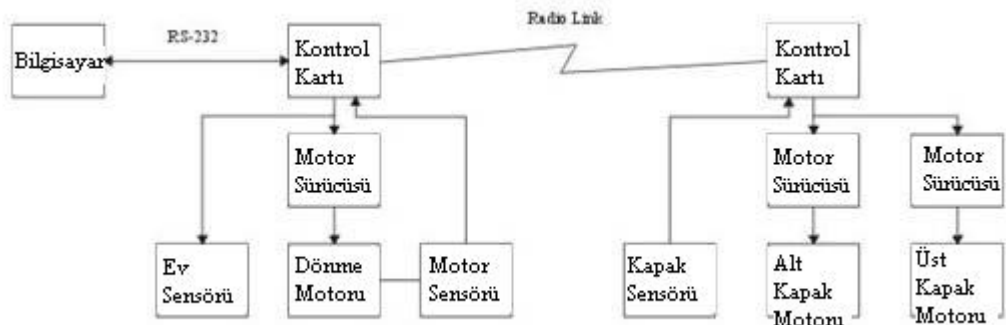 Radio Link
RS-232
Bilgisayar
Kontrol
Kartı
Kontrol
Kartı
Motor
Sürücüsü
Motor
Sürücüsü
Motor
Sürücüsü
Ev
Sensörü
Dönme
Motoru
Motor
Sensörü
Kapak
Sensörü
Alt
Kapak
Motoru
Üst
Kapak
Motoru